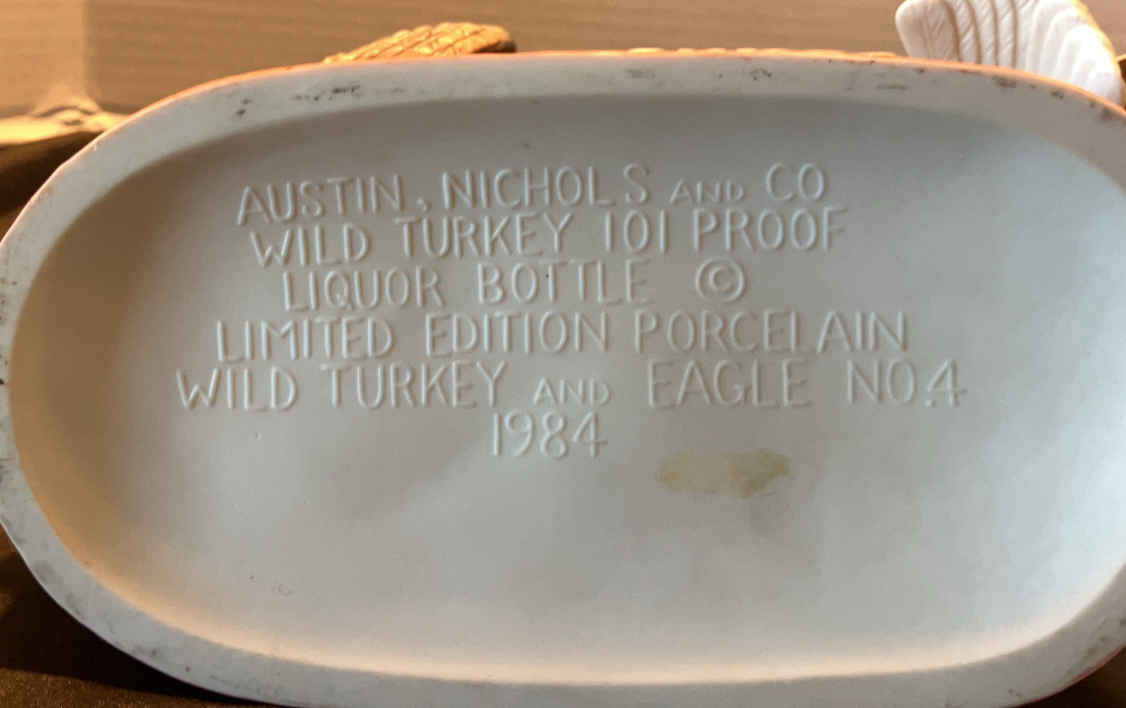 AUSTIN, NICHOLS AND CO
WILD TURKEY 101 PROOF
LIQUOR BOTTLE ©
LIMITED EDITION PORCELAIN
WILD TURKEY AND EAGLE NO.4
1984